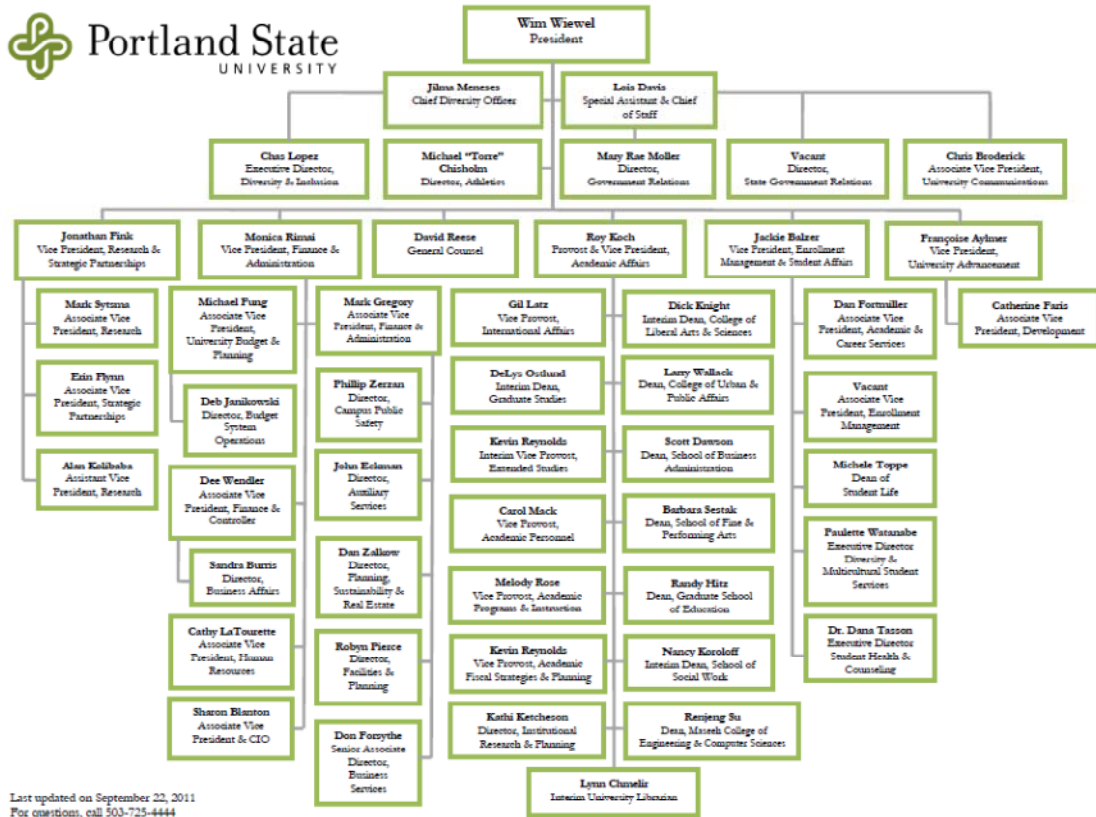 Portland State
UNIVERSITY
Wim Wiewel
President
Jilma Meneses
Chief Diversity Officer
Lois Davis
Special Assistant & Chief
of Staff
Chas Lopez
Executive Director,
Diversity & Inclusion
Michael "Torre"
Chisholm
Director, Athletics
Mary Rae Moller
Director,
Government Relations
Vacant
Director,
State Government Relations
Chris Broderick
Associate Vice President,
University Communications
Jonathan Fink
Vice President, Research &
Strategic Partnerships
Monica Rimai
Vice President, Finance &
Administration
David Reese
General Counsel
Roy Koch
Provost & Vice President,
Academic Affairs
Jackie Balzer
Vice President, Enrollment
Management & Student Affairs
Françoise Aylmer
Vice President,
University Advancement
Mark Sytsma
Associate Vice
President, Research
Erin Flynn
Associate Vice
President, Strategic
Partnerships
Alan Kolibaba
Assistant Vice
President, Research
Michael Fung
Associate Vice
President,
University Budget &
Planning
Deb Janikowski
Director, Budget
System
Operations
Dee Wendler
Associate Vice
President, Finance &
Controller
Sandra Burris
Director,
Business Affairs
Cathy LaTourette
Associate Vice
President, Human
Resources
Sharon Blanton
Associate Vice
President & CIO
Mark Gregory
Associate Vice
President, Finance &
Administration
Phillip Zerzan
Director,
Campus Public
Safety
John Eckman
Director,
Auxiliary
Services
Dan Zalkow
Director,
Planning,
Sustainability &
Real Estate
Robyn Pierce
Director,
Facilities &
Planning
Don Forsythe
Senior Associate
Director,
Business
Services
Gil Latz
Vice Provost,
International Affairs
DeLys Ostlund
Interim Dean,
Graduate Studies
Kevin Reynolds
Interim Vice Provost,
Extended Studies
Carol Mack
Vice Provost,
Academic Personnel
Melody Rose
Vice Provost, Academic
Programs & Instruction
Kevin Reynolds
Vice Provost, Academic
Fiscal Strategies & Planning
Kathi Ketcheson
Director, Institutional
Research & Planning
Dick Knight
Interim Dean, College of
Liberal Arts & Sciences
Larry Wallack
Dean, College of Urban &
Public Affairs
Scott Dawson
Dean, School of Business
Administration
Barbara Sestak
Dean, School of Fine &
Performing Arts
Randy Hitz
Dean, Graduate School
of Education
Nancy Koroloff
Interim Dean, School of
Social Work
Renjeng Su
Dean, Maseeh College of
Engineering & Computer Sciences
Lynn Chmelir
Interim University Librarian
Dan Fortmiller
Associate Vice
President, Academic &
Career Services
Vacant
Associate Vice
President, Enrollment
Management
Michele Toppe
Dean of
Student Life
Paulette Watanabe
Executive Director
Diversity &
Multicultural Student
Services
Dr. Dana Tasson
Executive Director
Student Health &
Counseling
Catherine Faris
Associate Vice
President, Development
Last updated on September 22, 2011
For questions, call 503-725-4444